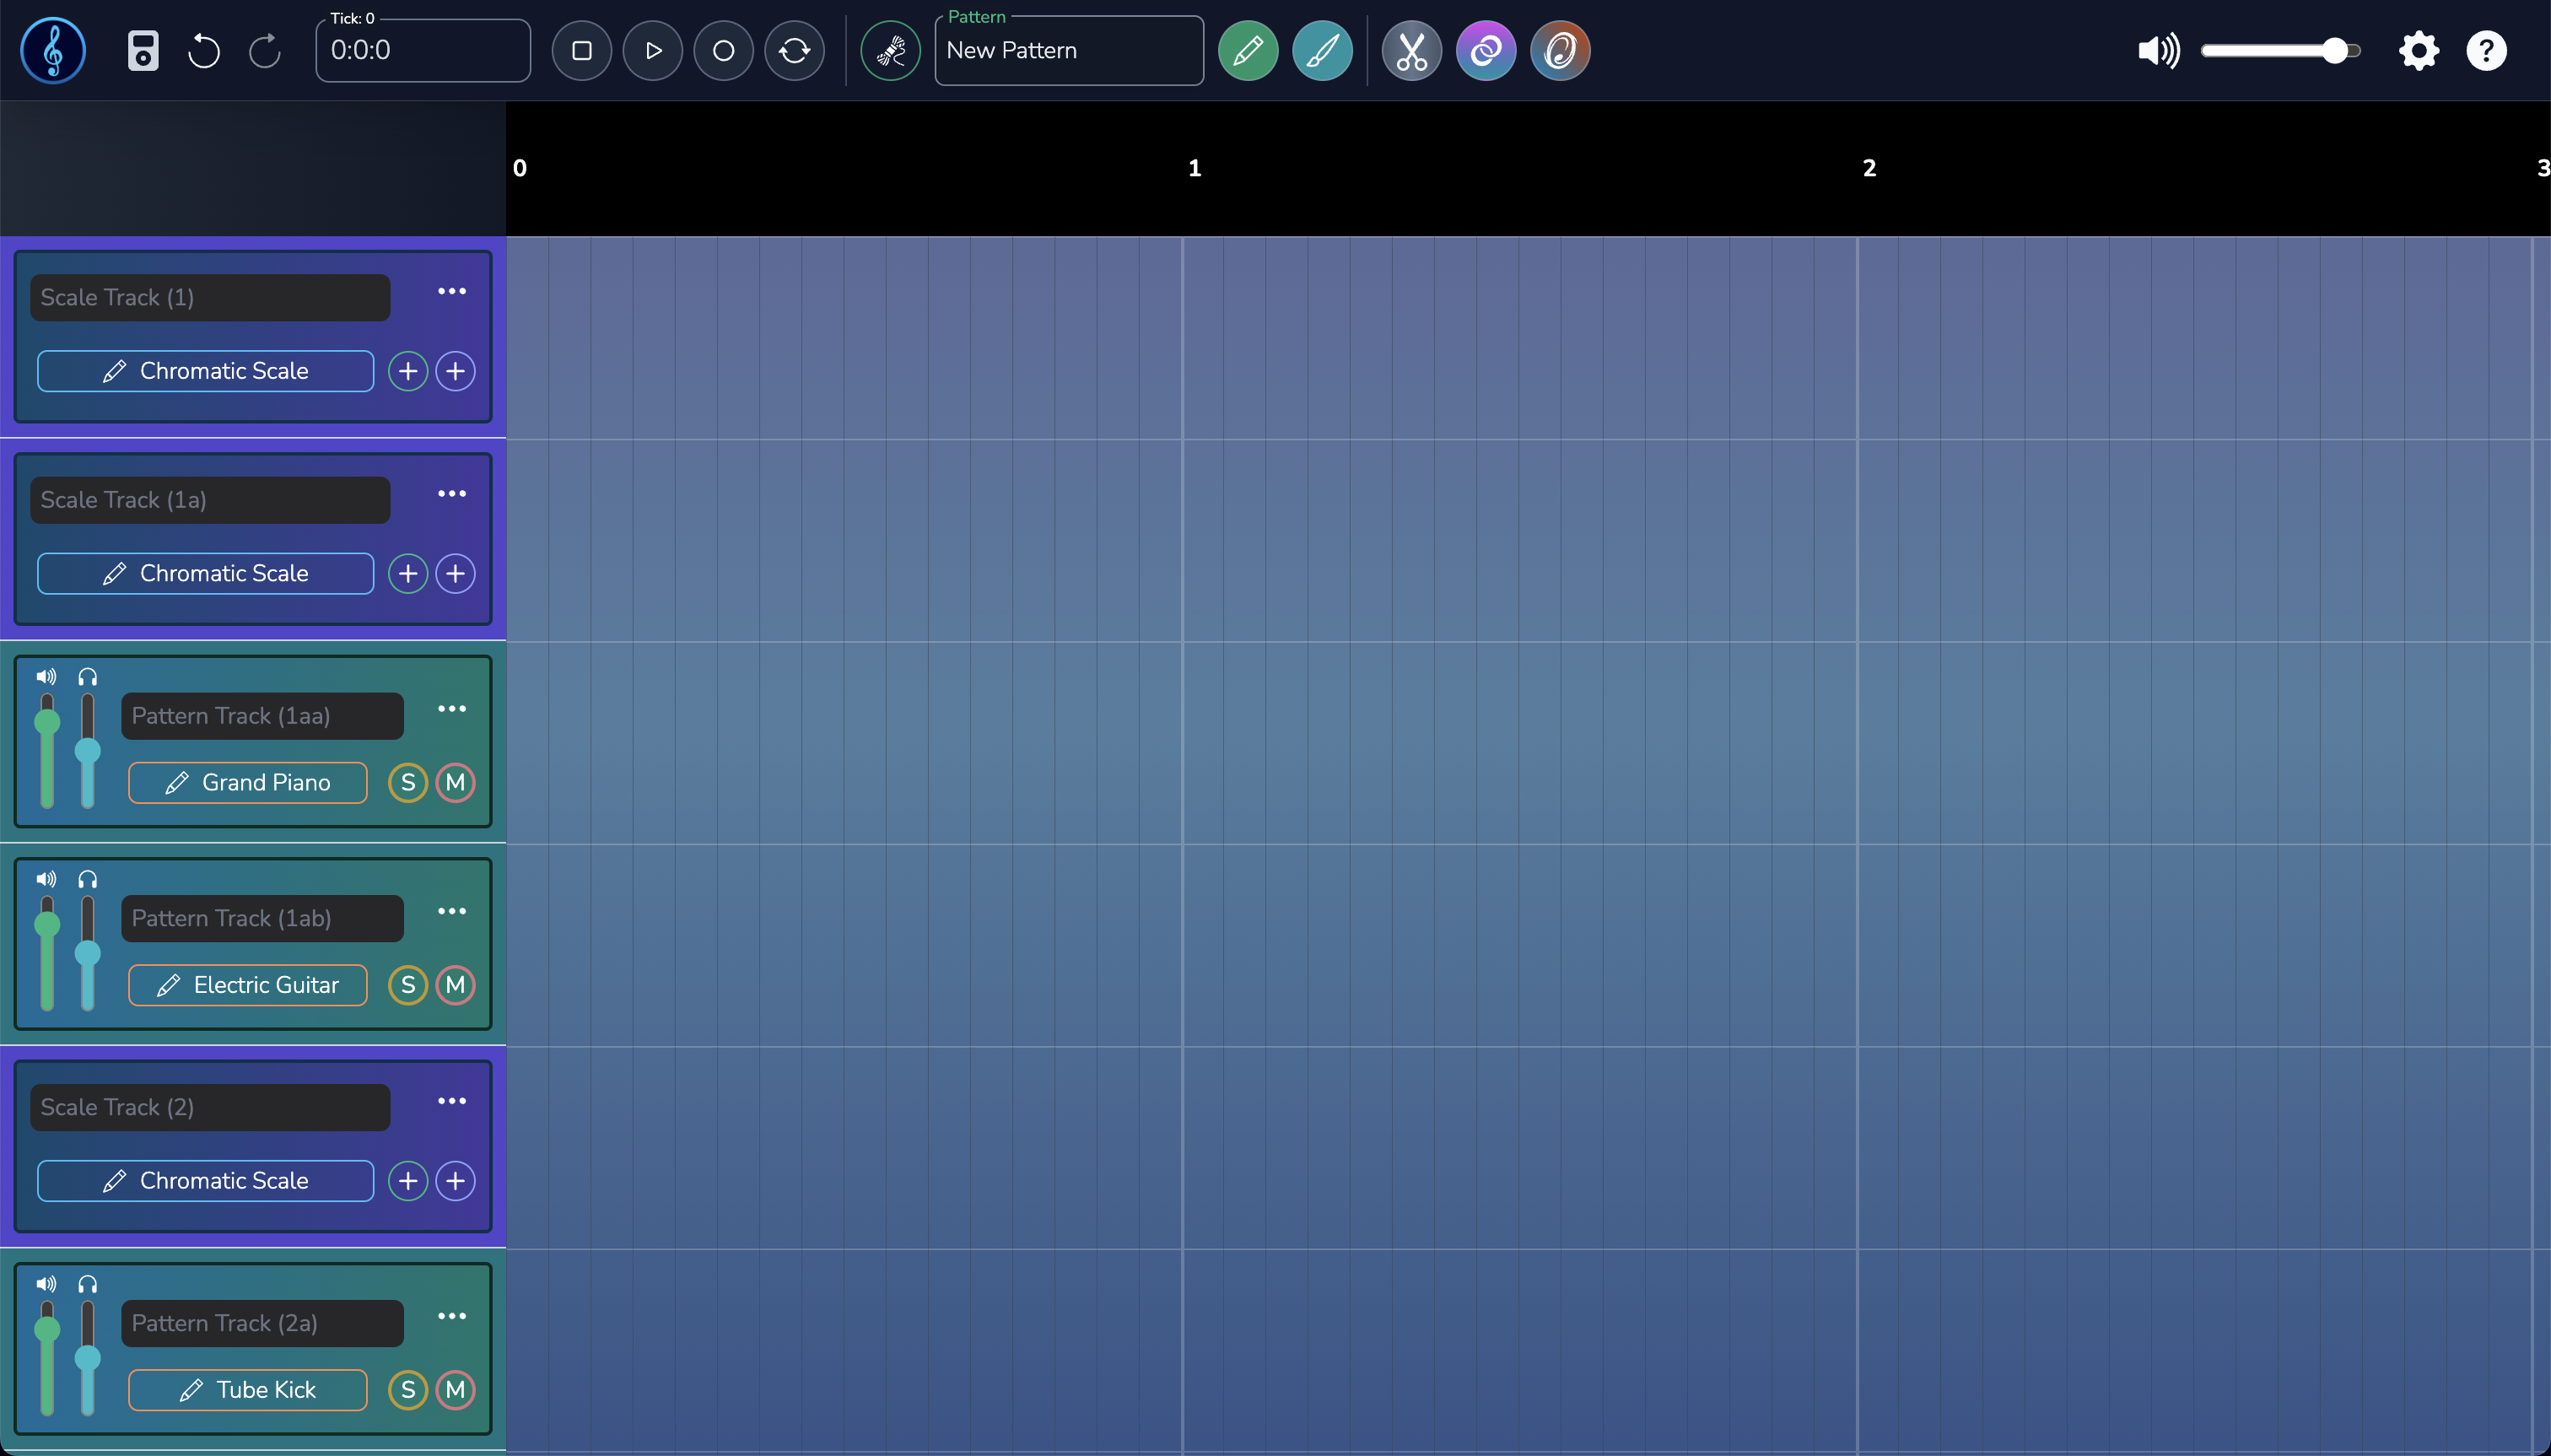 Tick: 0
0:0:0
Pattern
New Pattern
?
0
1
2
3
Scale Track (1)
Chromatic Scale
Scale Track (1a)
Chromatic Scale
Pattern Track (1aa)
Grand Piano
S
M
Pattern Track (1ab)
Electric Guitar
S
M
Scale Track (2)
Chromatic Scale
Pattern Track (2a)
Tube Kick
S
M